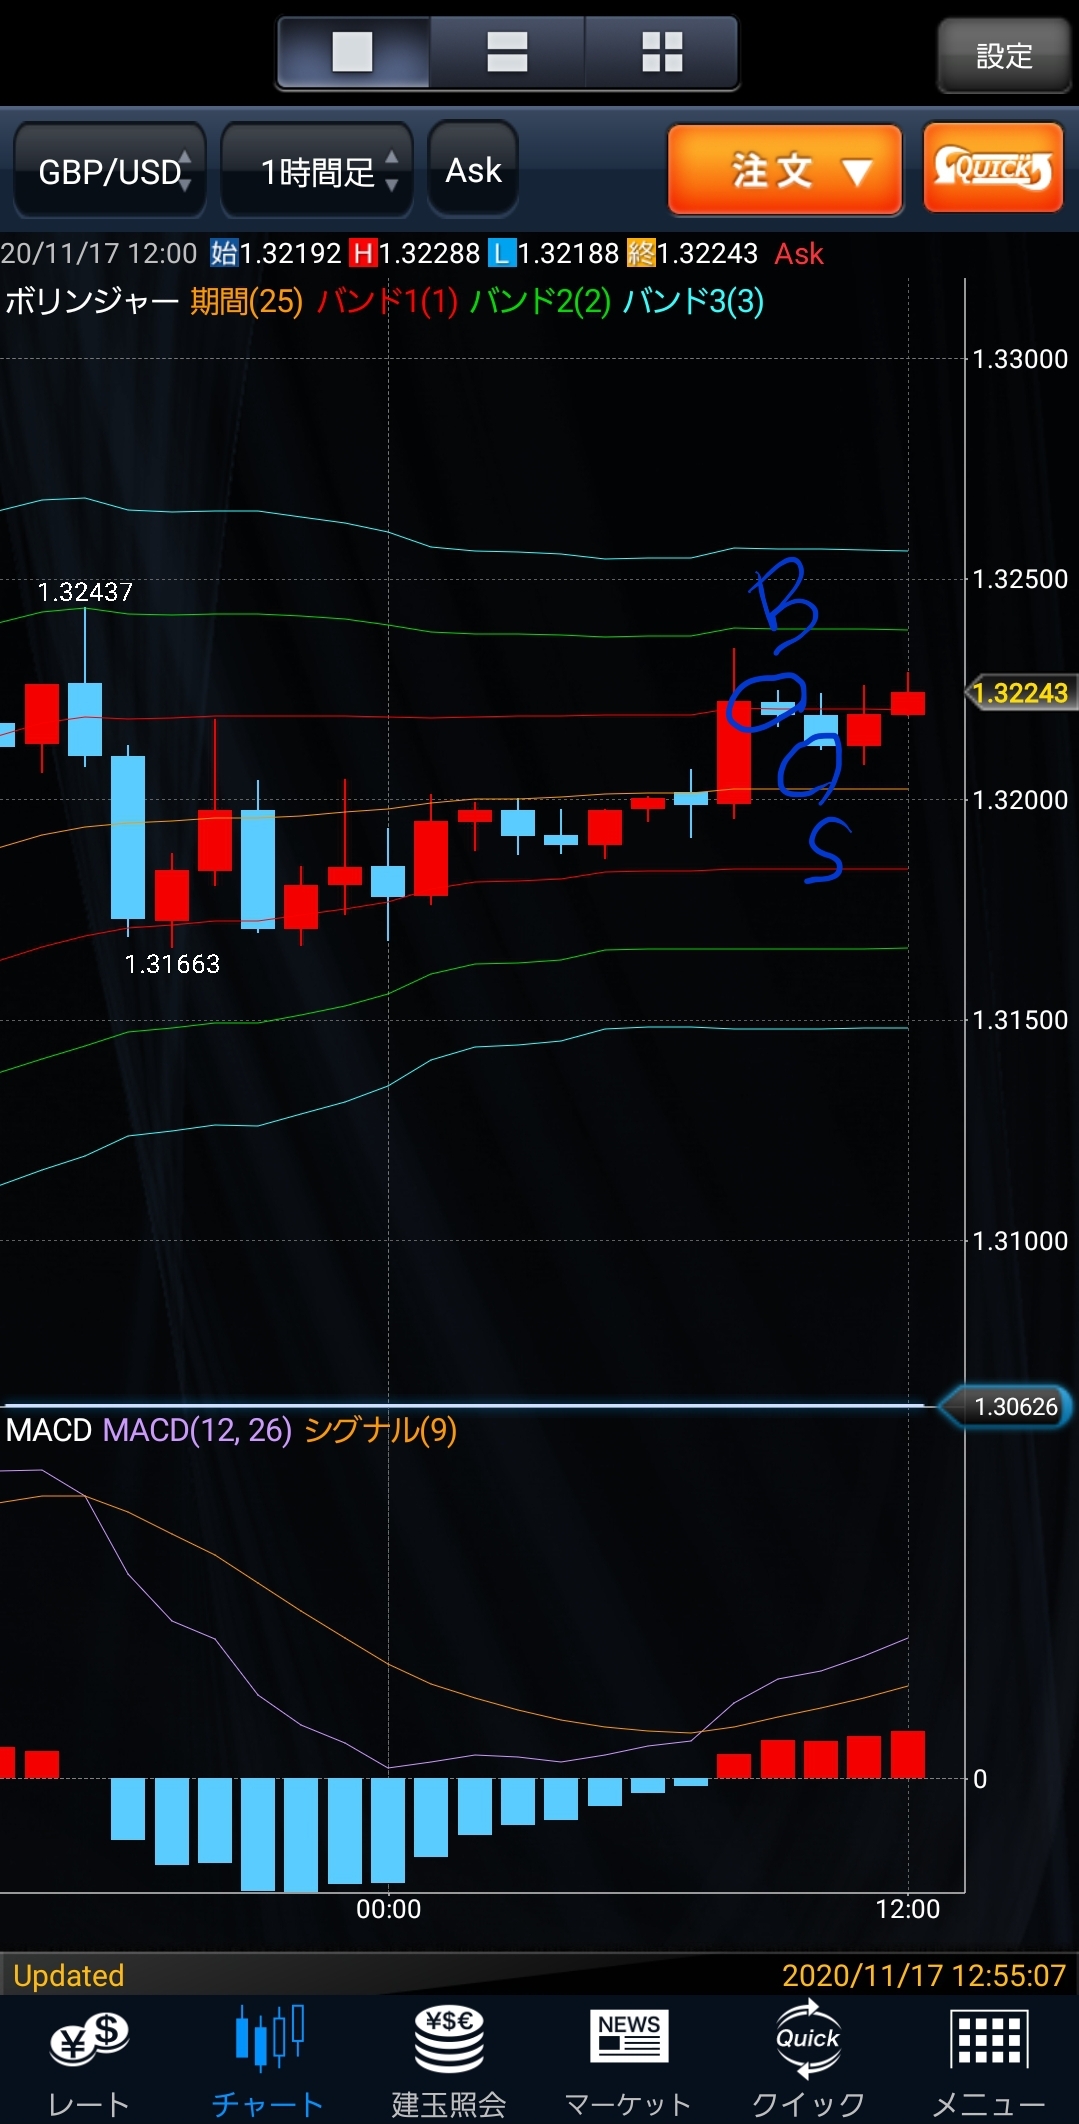 設定
GBP/USD 1時間足 Ask 注文 ▼ QUICK
20/11/17 12:00 始1.32192 H1.32288 L1.32188 終1.32243 Ask
ボリンジャー 期間(25) バンド1(1) バンド2(2) バンド3(3)
1.33000
1.32500
1.32437
B
1.32243
1.32000
S
1.31663
1.31500
1.31000
1.30626
MACD MACD(12, 26) シグナル(9)
0
00:00 12:00
Updated 2020/11/17 12:55:07
¥$ ¥$€ NEWS Quick
レート チャート 建玉照会 マーケット クイック メニュー